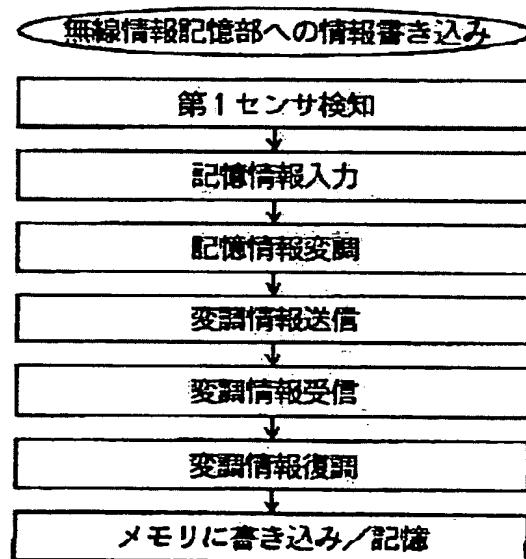 無線情報記憶部への情報書き込み
第1センサ検知
記憶情報入力
記憶情報変調
変調情報送信
変調情報受信
変調情報復調
メモリに書き込み／記憶